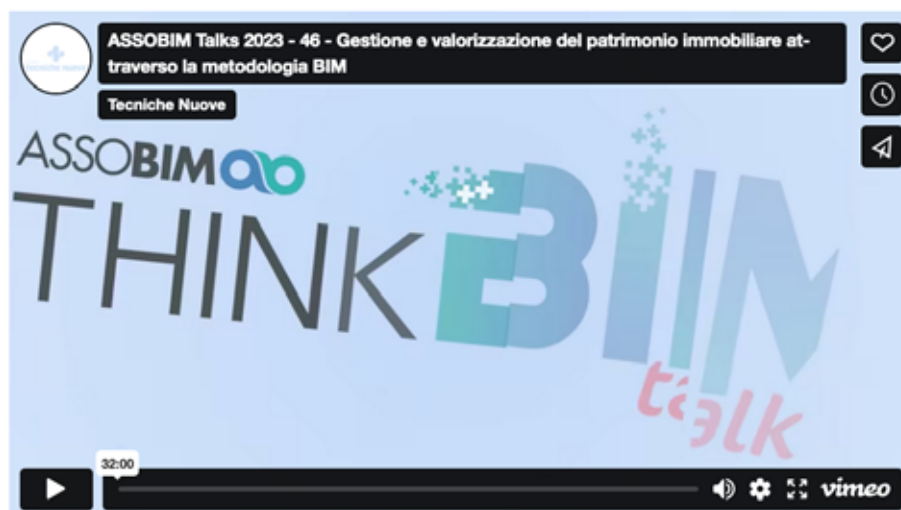 ASSOBIM Talks 2023 - 46 - Gestione e valorizzazione del patrimonio immobiliare at-
traverso la metodologia BIM
Tecniche Nuove
ASSOBIM
THINK BIM
talk
32:00
vimeo